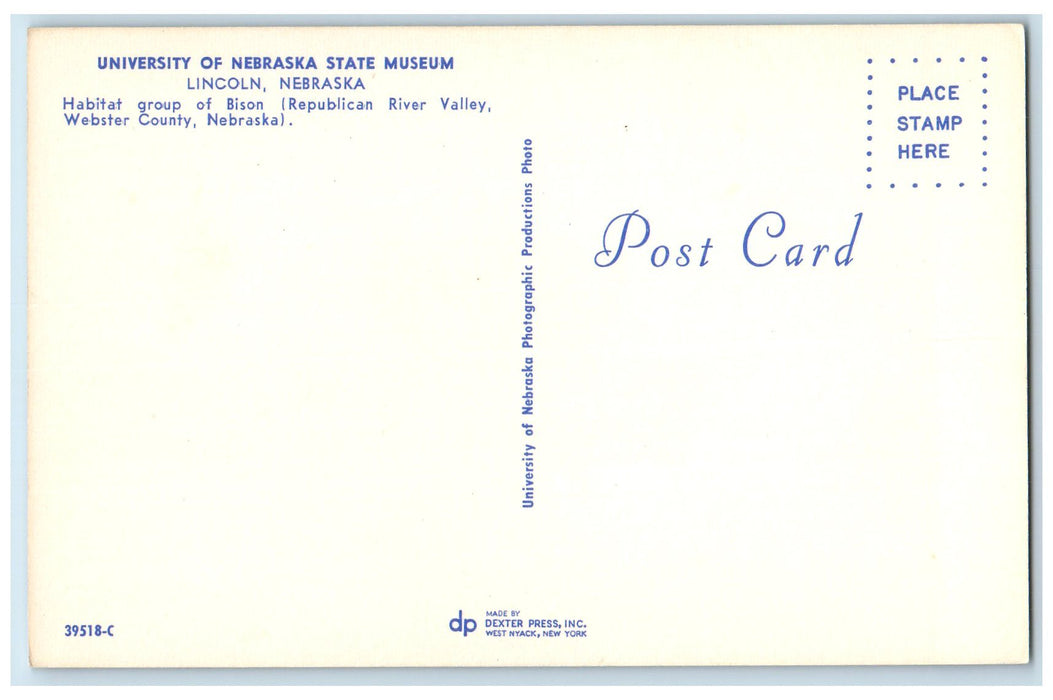 UNIVERSITY OF NEBRASKA STATE MUSEUM
LINCOLN, NEBRASKA
Habitat group of Bison (Republican River Valley,
Webster County, Nebraska).
University of Nebraska Photographic Productions Photo
PLACE
STAMP
HERE
Post Card
39518-C
dp
MADE BY
DEXTER PRESS, INC.
WEST NYACK, NEW YORK